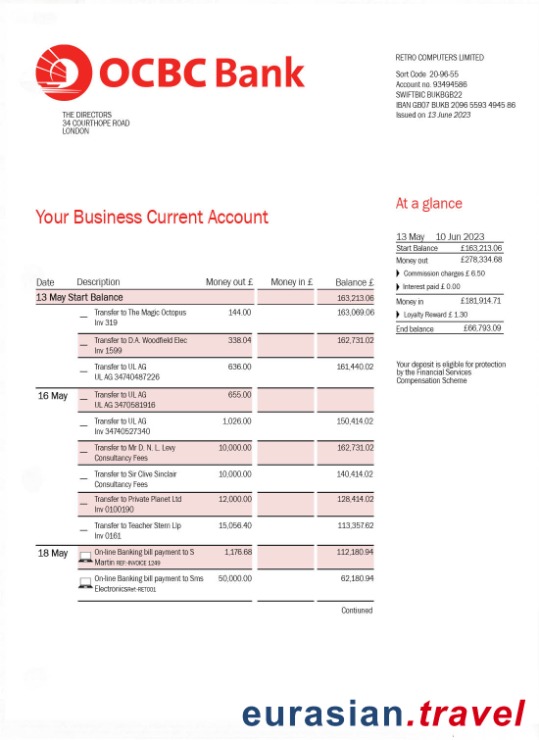 OCBC Bank
RETRO COMPUTERS LIMITED
Sort Code 20-96-55
Account no. 93494586
SWIFTBIC BUKBGB22
IBAN GB07 BUKB 2096 5593 4945 86
Issued on 13 June 2023
THE DIRECTORS
34 COURTHOPE ROAD
LONDON
Your Business Current Account
At a glance
13 May 10 Jun 2023
Start Balance £163,213.06
Money out £278,334.68
Commission charges £ 6.50
Interest paid £ 0.00
Money in £181,914.71
Loyalty Reward £ 1.30
End balance £66,793.09
Your deposit is eligible for protection
by the Financial Services
Compensation Scheme
Date Description Money out £ Money in £ Balance £
13 May Start Balance 163,213.06
Transfer to The Magic Octopus 144.00 163,069.06
Inv 319
Transfer to D.A. Woodfield Elec 338.04 162,731.02
Inv 1599
Transfer to UL AG 636.00 161,440.02
UL AG 34740487226
16 May Transfer to UL AG 655.00
UL AG 3470581916
Transfer to UL AG 1,026.00 150,414.02
Inv 34740527340
Transfer to Mr D. N. L. Levy 10,000.00 162,731.02
Consultancy Fees
Transfer to Sir Clive Sinclair 10,000.00 140,414.02
Consultancy Fees
Transfer to Private Planet Ltd 12,000.00 128,414.02
Inv 0100190
Transfer to Teacher Stern Llp 15,056.40 113,357.62
Inv 0161
18 May On-line Banking bill payment to S 1,176.68 112,180.94
Martin REF-INVOICE 1249
On-line Banking bill payment to Sms 50,000.00 62,180.94
Electronics Ref-RET001
Contiuned
eurasian.travel